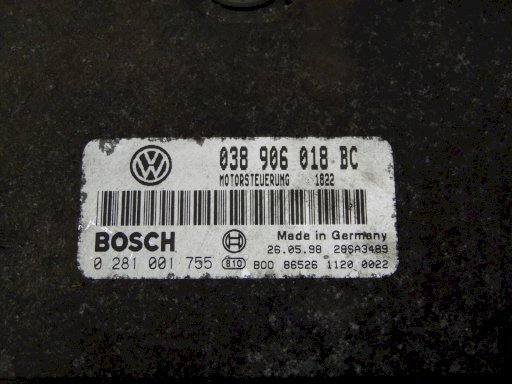 038 906 018 BC
MOTORSTEUERUNG 1822
BOSCH
Made in Germany
26.05.98 28SA3489
0 281 001 755 810 B00 86526 1120 0022